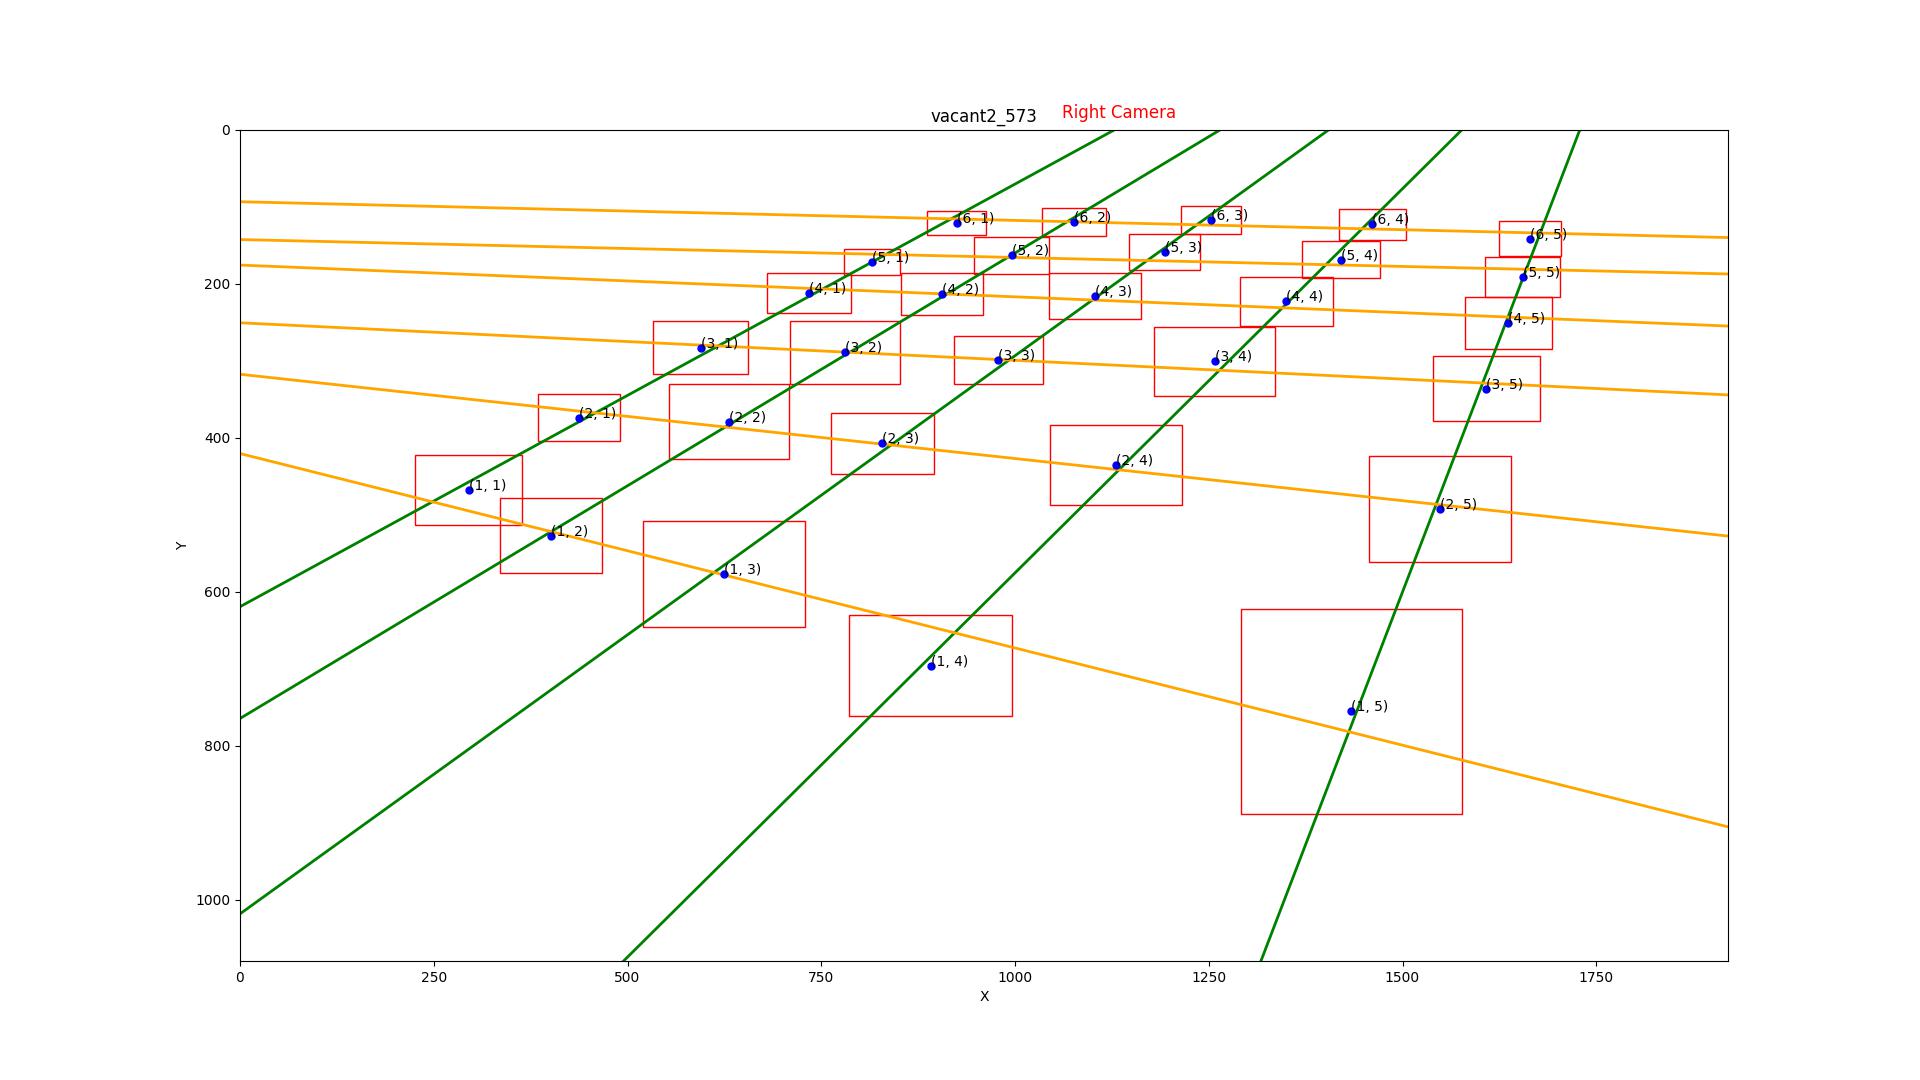 vacant2_573 Right Camera
0
(6, 1) (6, 2) (6, 3) (6, 4) (6, 5)
(5, 1) (5, 2) (5, 3) (5, 4) (5, 5)
200
(4, 1) (4, 2) (4, 3) (4, 4) (4, 5)
(3, 1) (3, 2) (3, 3) (3, 4) (3, 5)
400
(2, 1) (2, 2) (2, 3) (2, 4) (2, 5)
(1, 1) (1, 2) (1, 3) (1, 4) (1, 5)
Y
600
800
1000
0 250 500 750 1000 1250 1500 1750
X